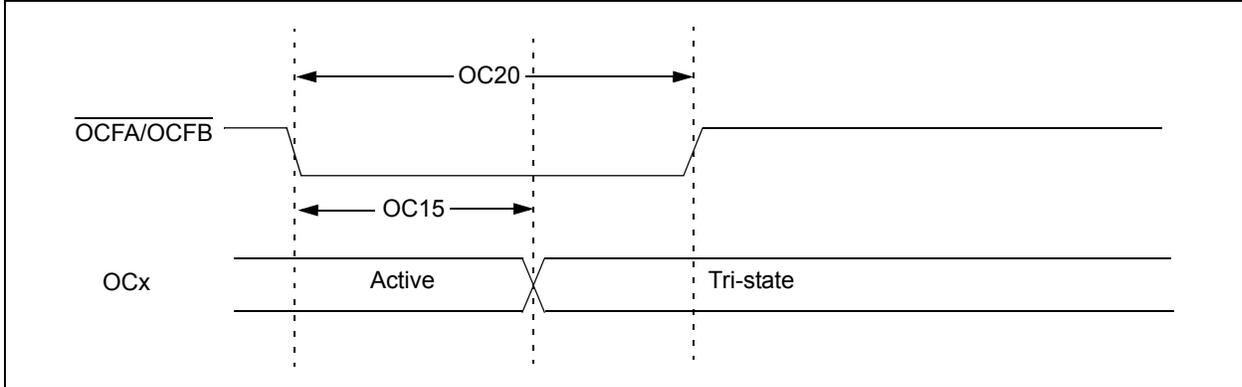 OC20
OCFA/OCFB
OC15
OCx
Active
Tri-state